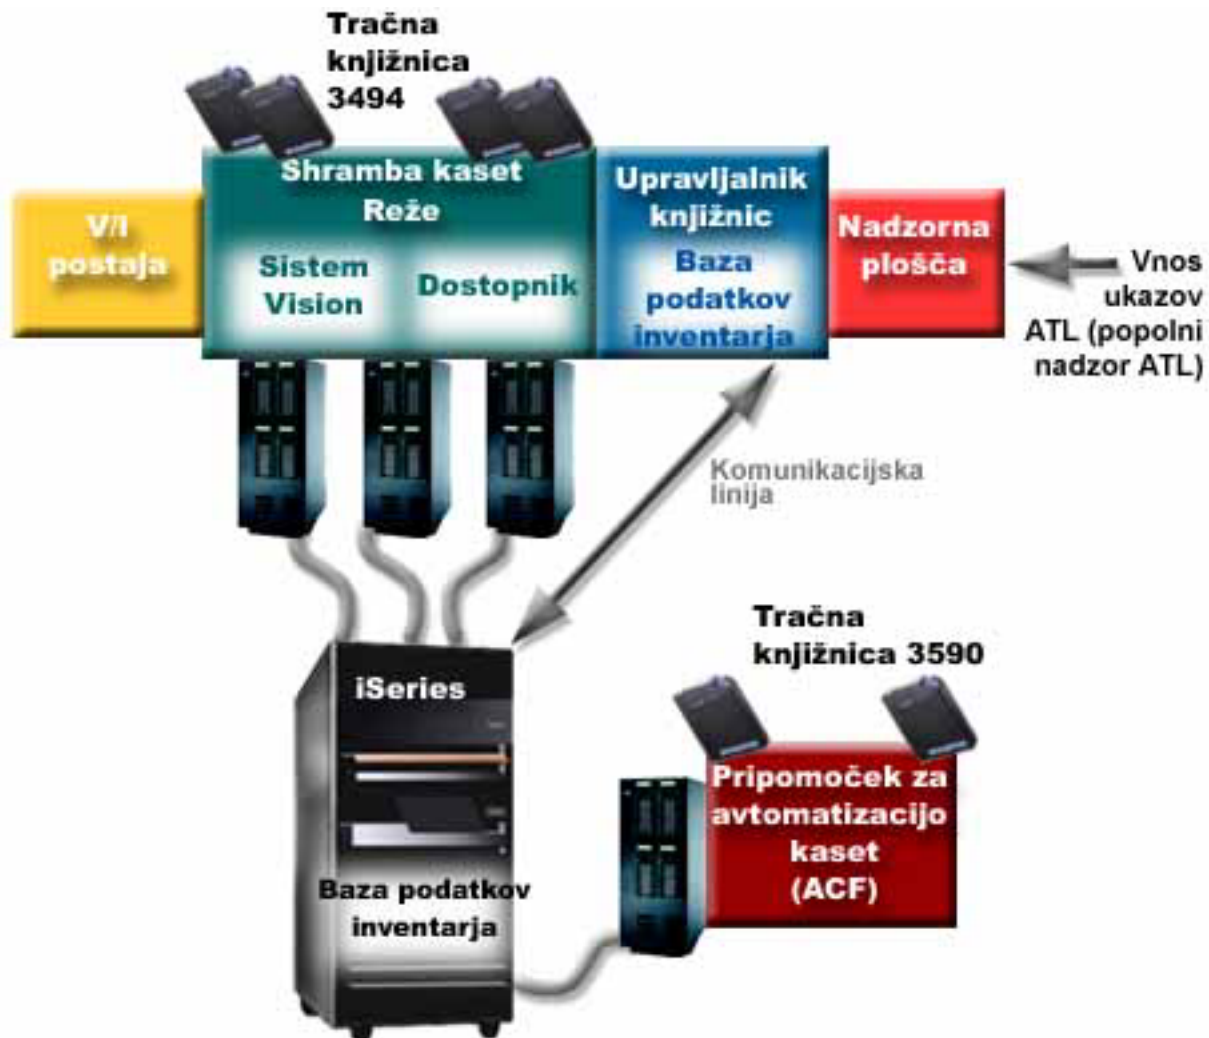 Tračna
knjižnica
3494
Shramba kaset
Reže
Sistem
Vision
Dostopnik
V/I
postaja
Upravljalnik
knjižnic
Baza
podatkov
inventarja
Nadzorna
plošča
Vnos
ukazov
ATL (popolni
nadzor ATL)
Komunikacijska
linija
Tračna
knjižnica 3590
iSeries
Baza podatkov
inventarja
Pripomoček za
avtomatizacijo
kaset
(ACF)